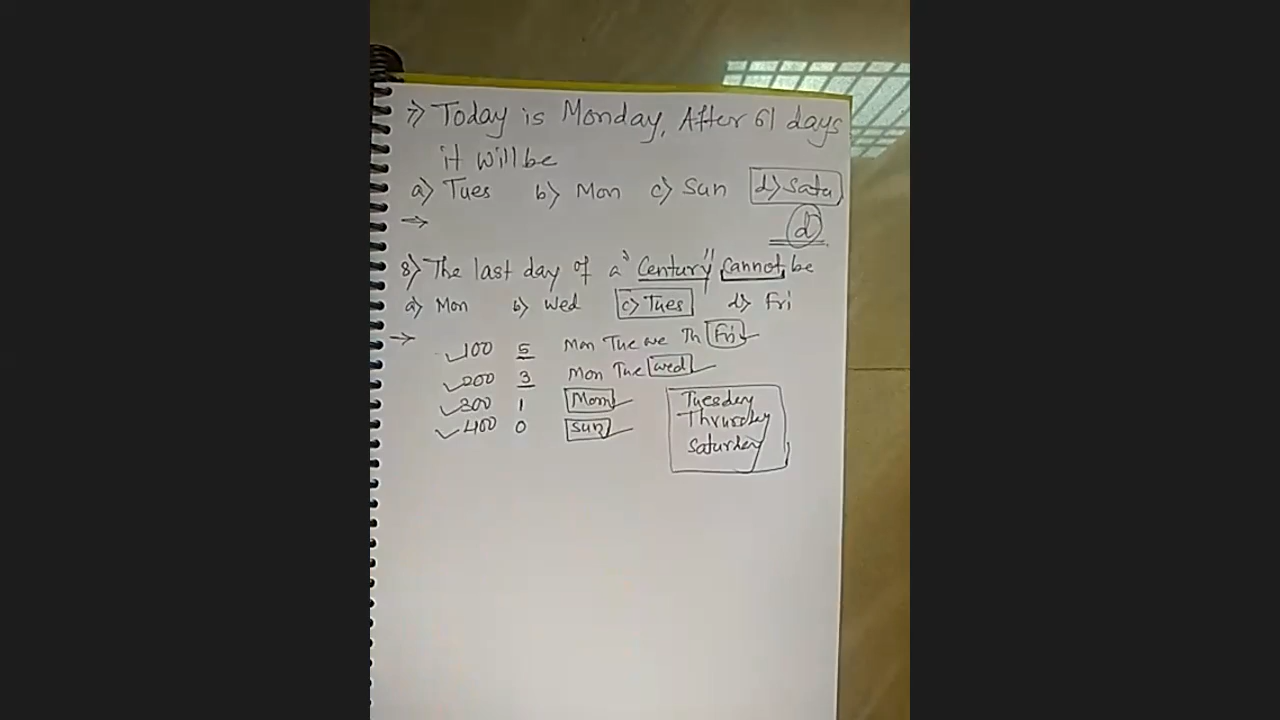 7) Today is Monday, After 61 days
it will be
a) Tues b) Mon c) Sun d) Satu
→ d
8) The last day of a "Century" cannot be
a) Mon b) Wed c) Tues d) Fri
→
100 5 Mon Tue we Th Fri
200 3 Mon Tue Wed
300 1 Mon
400 0 Sun
Tuesday
Thrursday
Saturday